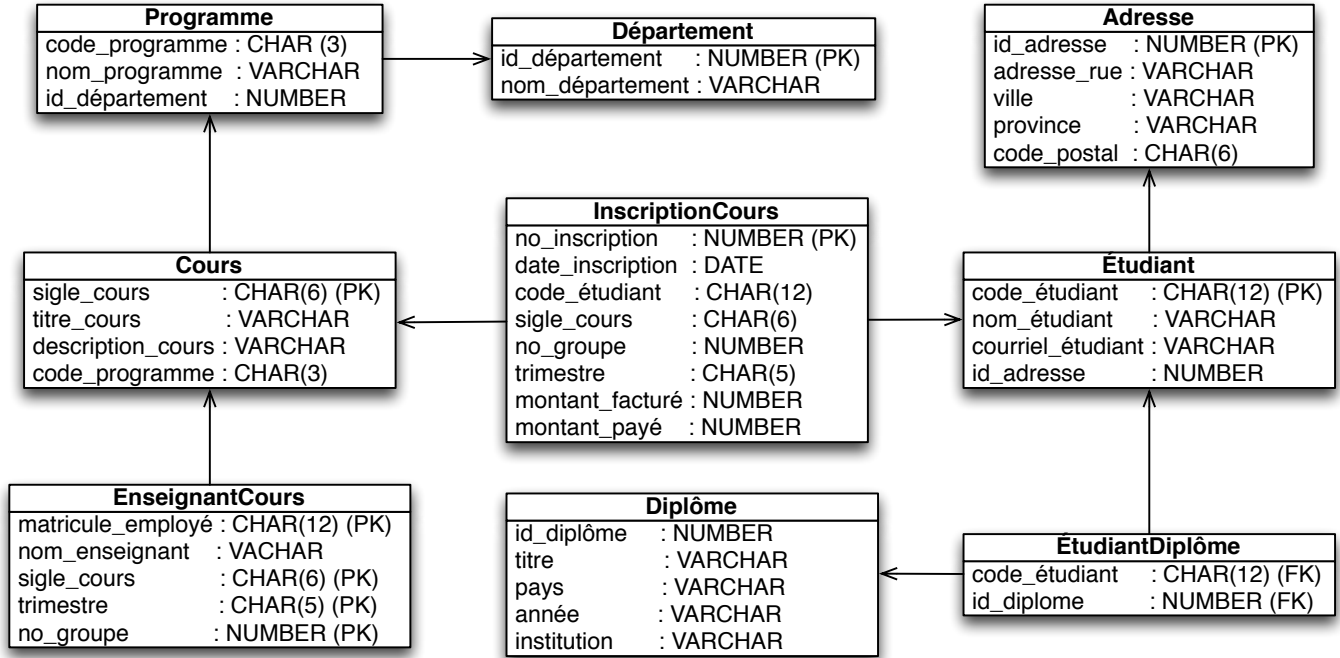 Programme
code_programme : CHAR (3)
nom_programme : VARCHAR
id_département : NUMBER
Département
id_département : NUMBER (PK)
nom_département : VARCHAR
Adresse
id_adresse : NUMBER (PK)
adresse_rue : VARCHAR
ville : VARCHAR
province : VARCHAR
code_postal : CHAR(6)
Cours
sigle_cours : CHAR(6) (PK)
titre_cours : VARCHAR
description_cours : VARCHAR
code_programme : CHAR(3)
InscriptionCours
no_inscription : NUMBER (PK)
date_inscription : DATE
code_étudiant : CHAR(12)
sigle_cours : CHAR(6)
no_groupe : NUMBER
trimestre : CHAR(5)
montant_facturé : NUMBER
montant_payé : NUMBER
Étudiant
code_étudiant : CHAR(12) (PK)
nom_étudiant : VARCHAR
courriel_étudiant : VARCHAR
id_adresse : NUMBER
EnseignantCours
matricule_employé : CHAR(12) (PK)
nom_enseignant : VACHAR
sigle_cours : CHAR(6) (PK)
trimestre : CHAR(5) (PK)
no_groupe : NUMBER (PK)
Diplôme
id_diplôme : NUMBER
titre : VARCHAR
pays : VARCHAR
année : VARCHAR
institution : VARCHAR
ÉtudiantDiplôme
code_étudiant : CHAR(12) (FK)
id_diplome : NUMBER (FK)